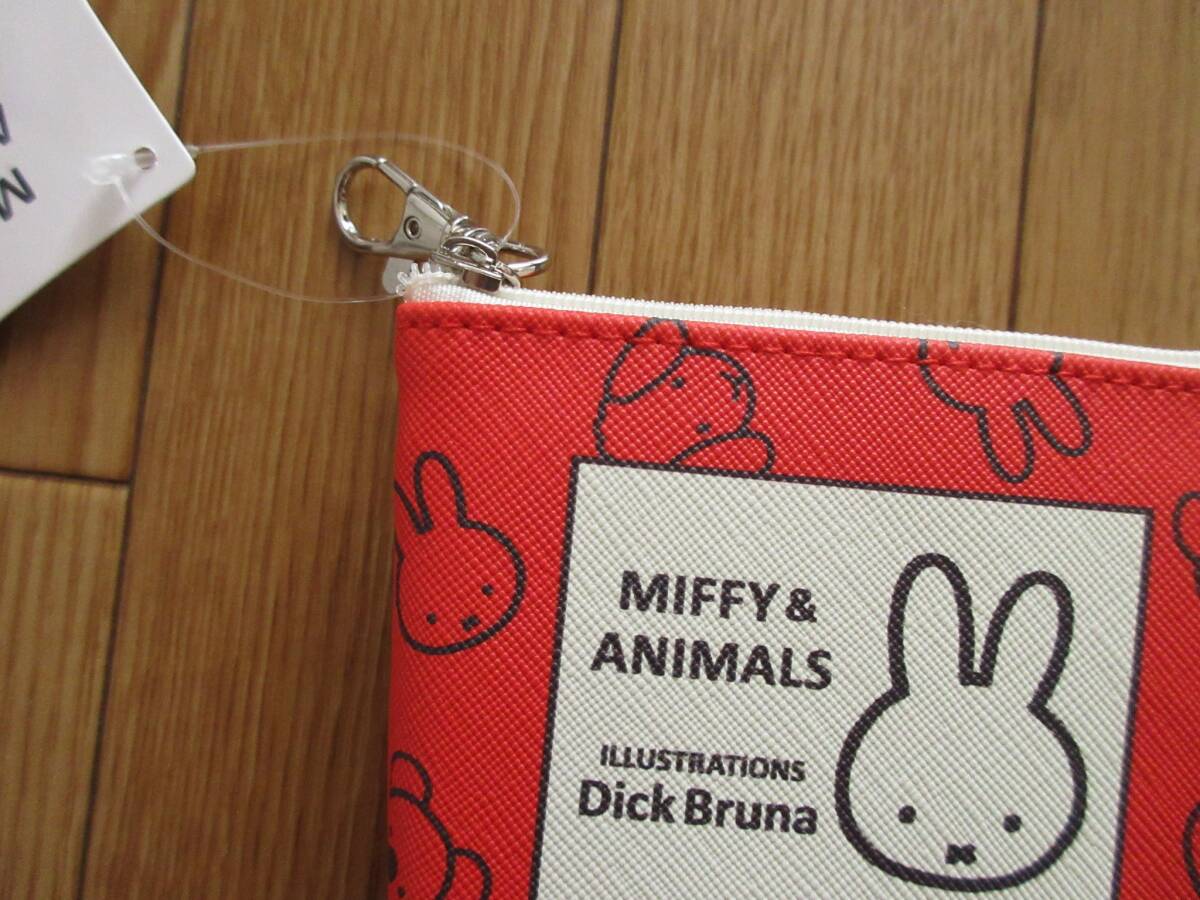 MIFFY &
ANIMALS
ILLUSTRATIONS
Dick Bruna
M